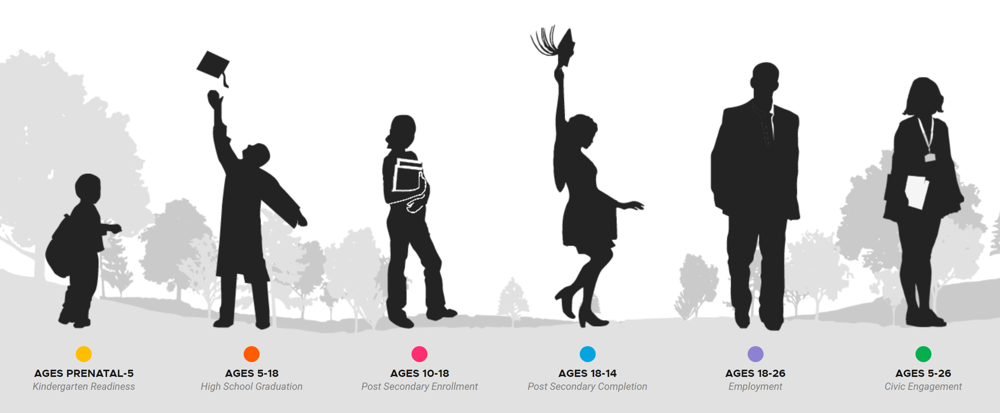 AGES PRENATAL-5
Kindergarten Readiness
AGES 5-18
High School Graduation
AGES 10-18
Post Secondary Enrollment
AGES 18-14
Post Secondary Completion
AGES 18-26
Employment
AGES 5-26
Civic Engagement